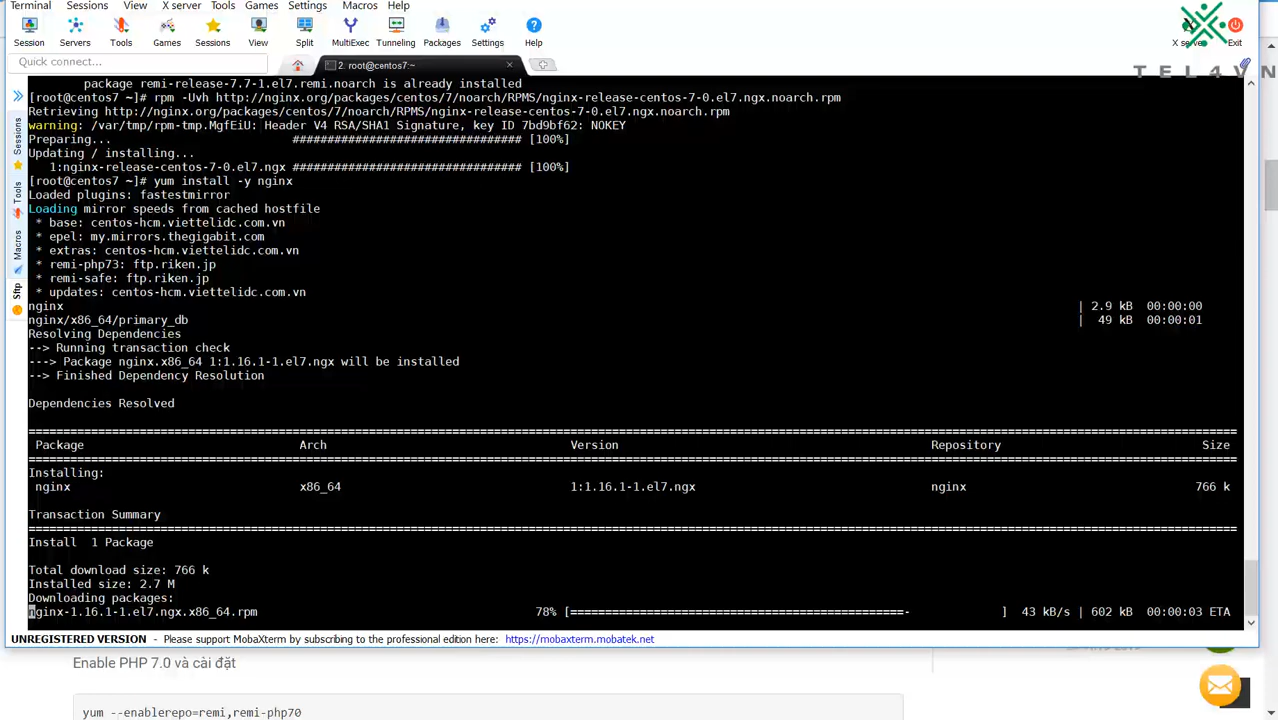 Terminal Sessions View X server Tools Games Settings Macros Help
Session Servers Tools Games Sessions View Split MultiExec Tunneling Packages Settings Help X server Exit
Quick connect...
2. root@centos7:~
TEL4VN
Sessions
Tools
Macros
Sftp
package remi-release-7.7-1.el7.remi.noarch is already installed
[root@centos7 ~]# rpm -Uvh http://nginx.org/packages/centos/7/noarch/RPMS/nginx-release-centos-7-0.el7.ngx.noarch.rpm
Retrieving http://nginx.org/packages/centos/7/noarch/RPMS/nginx-release-centos-7-0.el7.ngx.noarch.rpm
warning: /var/tmp/rpm-tmp.MgfEiU: Header V4 RSA/SHA1 Signature, key ID 7bd9bf62: NOKEY
Preparing... ################################# [100%]
Updating / installing...
1:nginx-release-centos-7-0.el7.ngx ################################# [100%]
[root@centos7 ~]# yum install -y nginx
Loaded plugins: fastestmirror
Loading mirror speeds from cached hostfile
* base: centos-hcm.viettelidc.com.vn
* epel: my.mirrors.thegigabit.com
* extras: centos-hcm.viettelidc.com.vn
* remi-php73: ftp.riken.jp
* remi-safe: ftp.riken.jp
* updates: centos-hcm.viettelidc.com.vn
nginx | 2.9 kB 00:00:00
nginx/x86_64/primary_db | 49 kB 00:00:01
Resolving Dependencies
--> Running transaction check
---> Package nginx.x86_64 1:1.16.1-1.el7.ngx will be installed
--> Finished Dependency Resolution
Dependencies Resolved
Package Arch Version Repository Size
Installing:
nginx x86_64 1:1.16.1-1.el7.ngx nginx 766 k
Transaction Summary
Install 1 Package
Total download size: 766 k
Installed size: 2.7 M
Downloading packages:
nginx-1.16.1-1.el7.ngx.x86_64.rpm 78% [================================================- ] 43 kB/s | 602 kB 00:00:03 ETA
UNREGISTERED VERSION - Please support MobaXterm by subscribing to the professional edition here: https://mobaxterm.mobatek.net
Enable PHP 7.0 và cài đặt
yum --enablerepo=remi,remi-php70